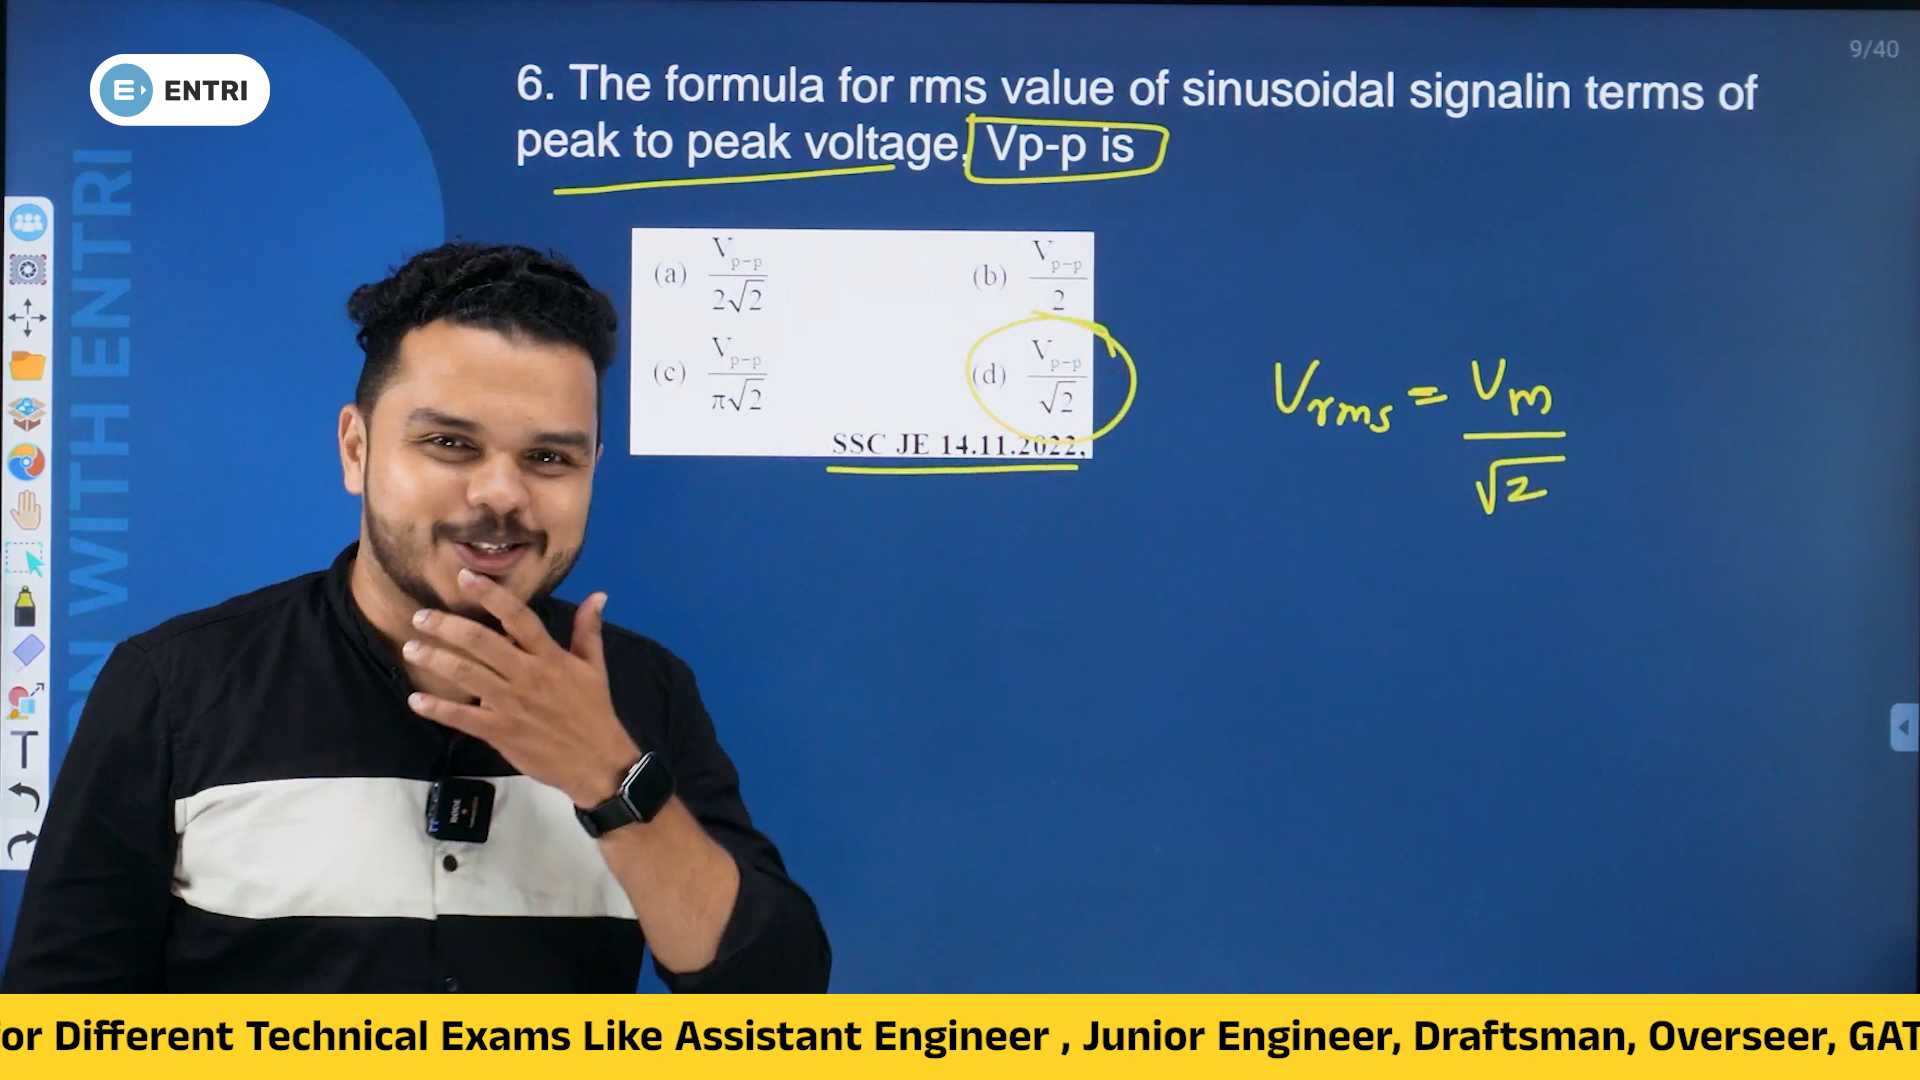 ENTRI
9/40
6. The formula for rms value of sinusoidal signalin terms of
peak to peak voltage, Vp-p is
(a) Vp-p / 2√2
(b) Vp-p / 2
(c) Vp-p / π√2
(d) Vp-p / √2
SSC JE 14.11.2022,
Vrms = Vm / √2
ON WITH ENTRI
T
or Different Technical Exams Like Assistant Engineer , Junior Engineer, Draftsman, Overseer, GAT